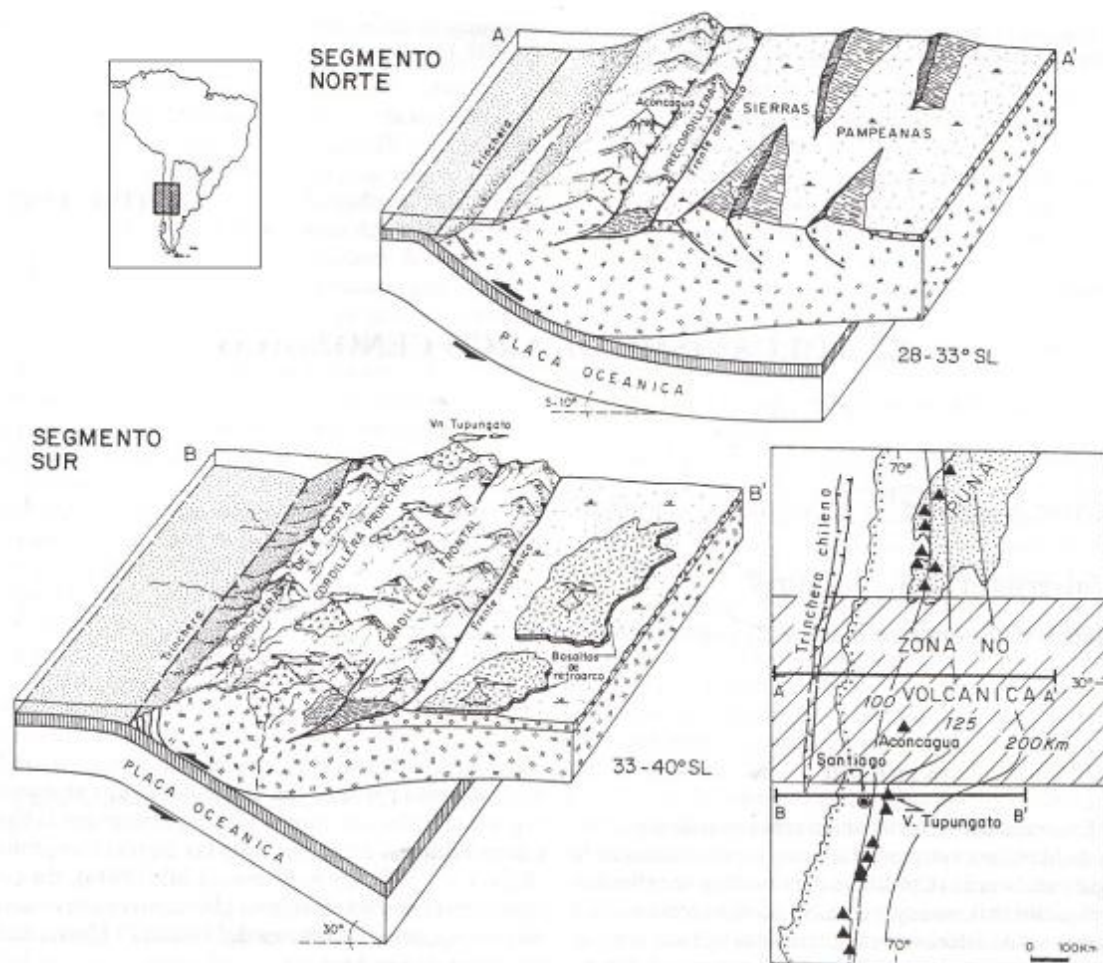 SEGMENTO
NORTE
A
A'
Trinchera
Aconcagua
PRECORDILLERA
Frente orogénico
SIERRAS
PAMPEANAS
PLACA OCEANICA
5-10°
28-33° SL
SEGMENTO
SUR
B
B'
Vn Tupungato
Trinchera
CORDILLERA DE LA COSTA
CORDILLERA PRINCIPAL
CORDILLERA FRONTAL
Frente orogénico
Basaltos
de
retroarco
PLACA OCEANICA
30°
33-40° SL
70°
PUNA
Trinchera chileno
ZONA NO
VOLCANICA
A
A'
30°
100
125
200Km
Aconcagua
Santiago
B
B'
V. Tupungato
70°
0 100Km